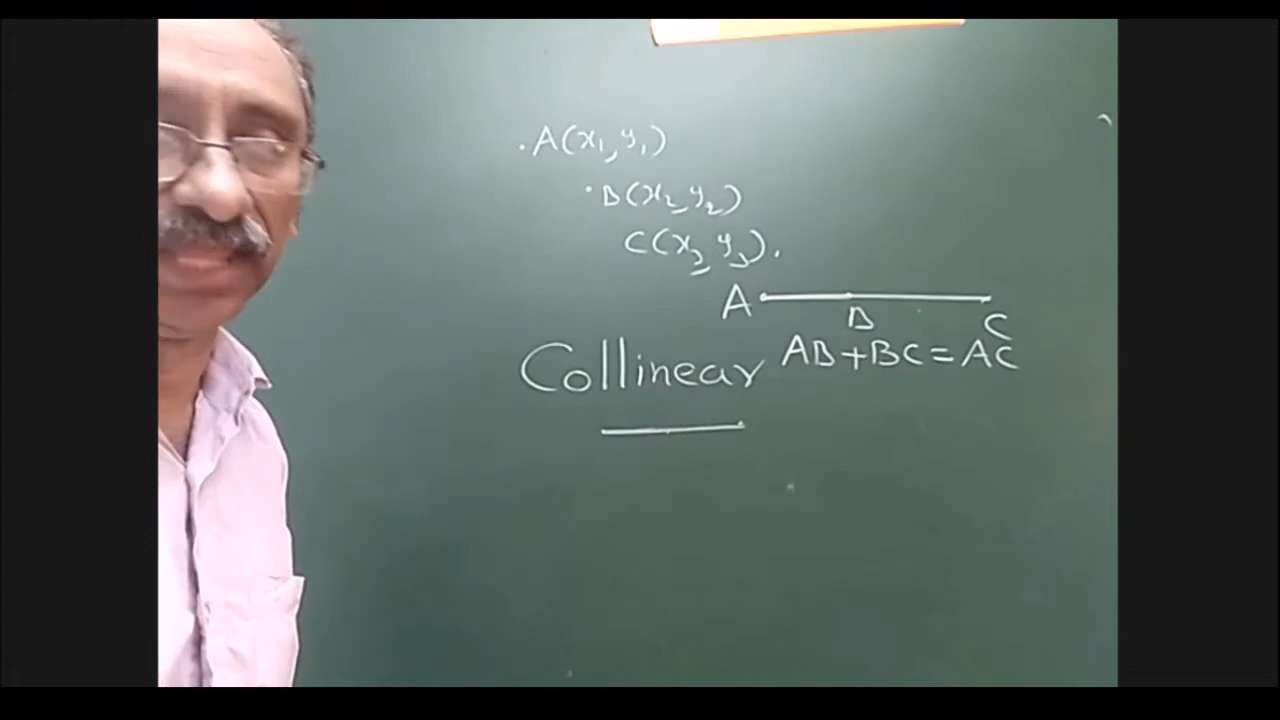 .A(x₁,y₁)
.B(x₂,y₂)
C(x₃ y₃).
A B C
Collinear AB+BC=AC